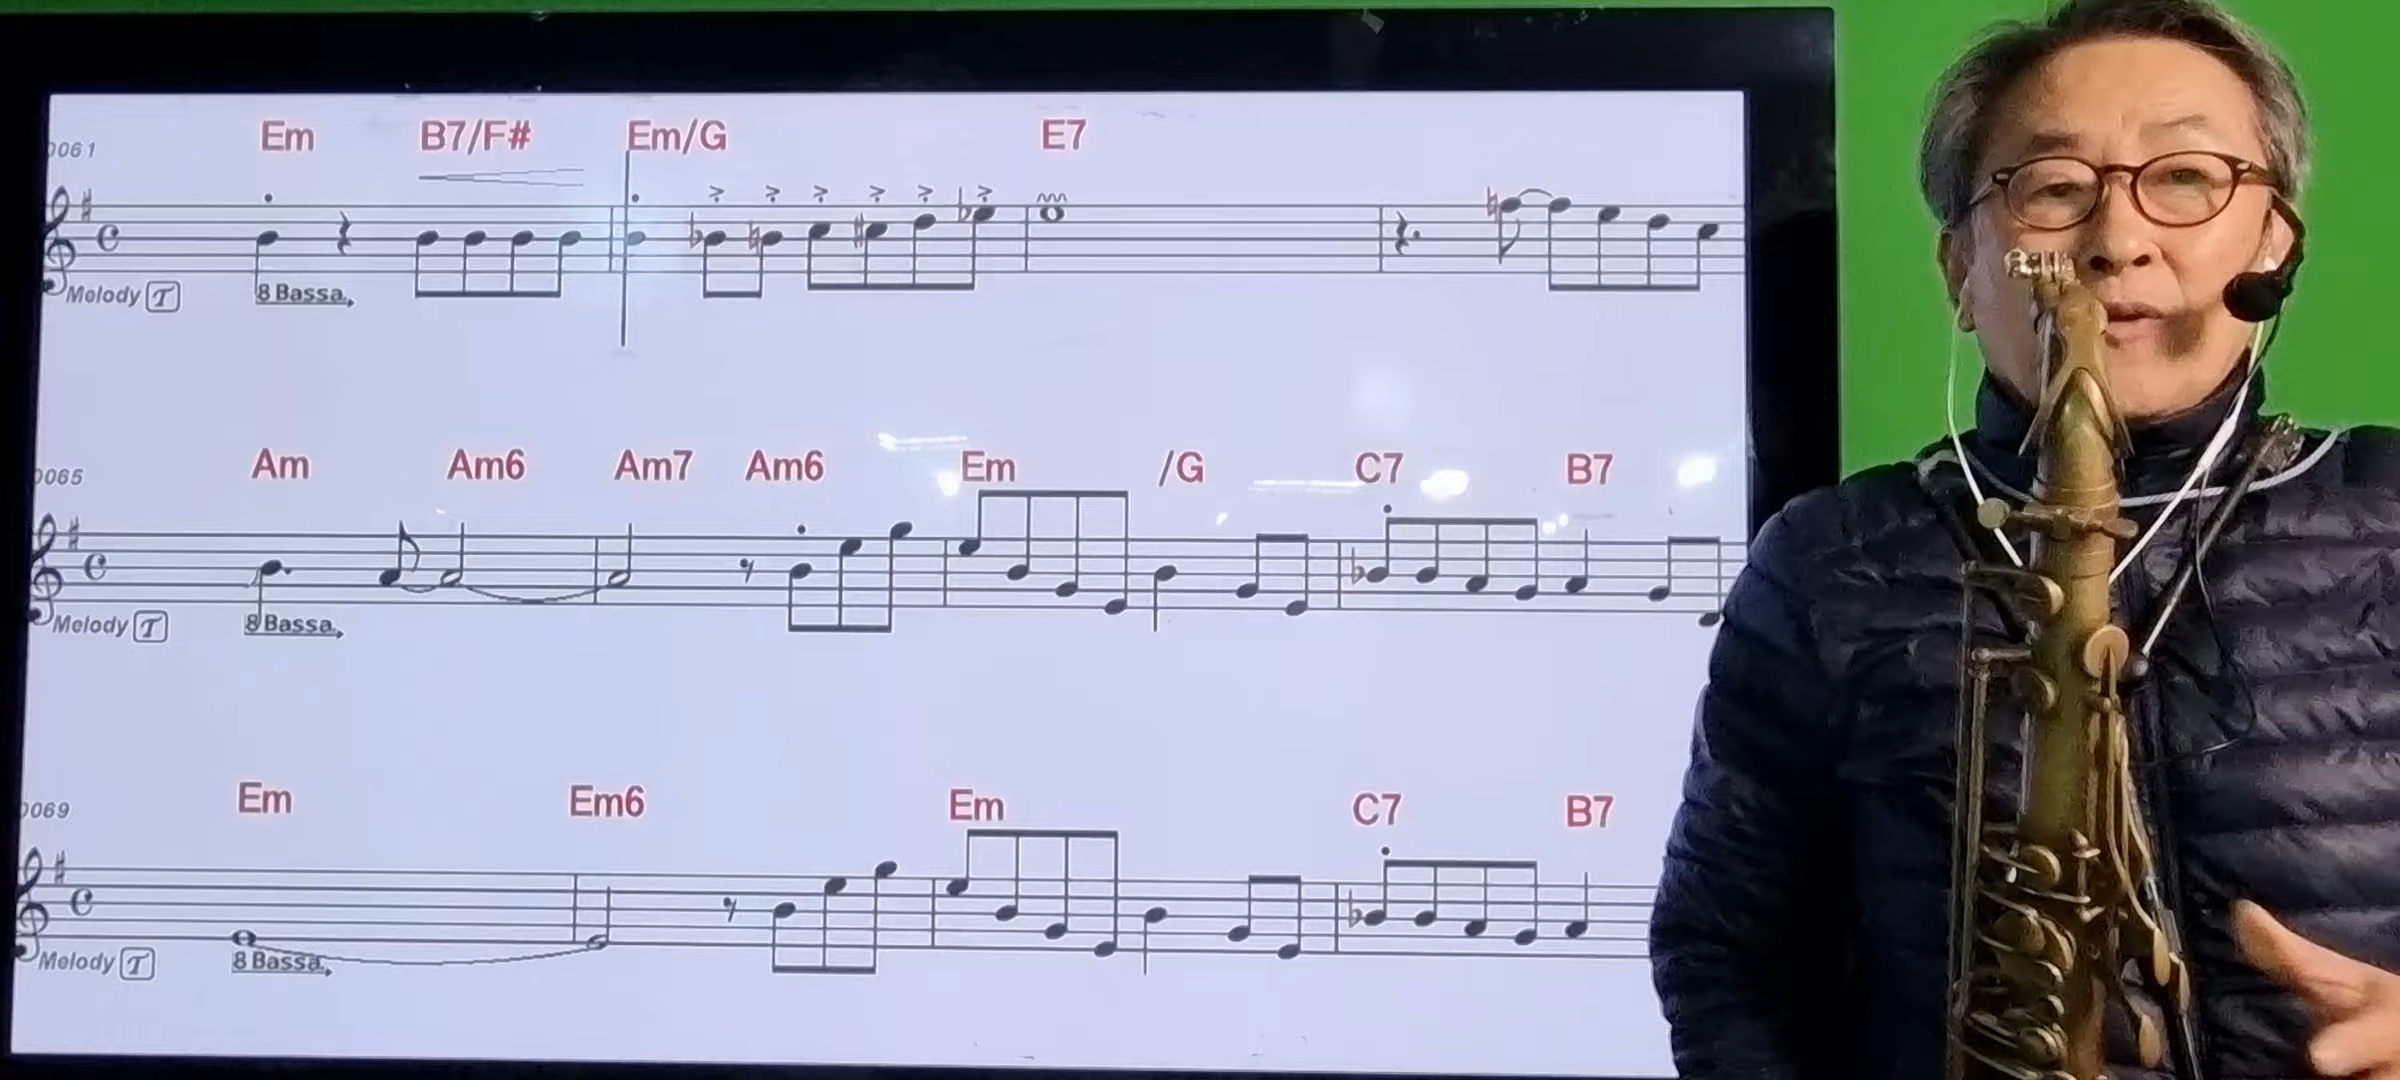 Em B7/F# Em/G E7
0061
Melody T 8 Bassa
Am Am6 Am7 Am6 Em /G C7 B7
0065
Melody T 8 Bassa
Em Em6 Em C7 B7
0069
Melody T 8 Bassa